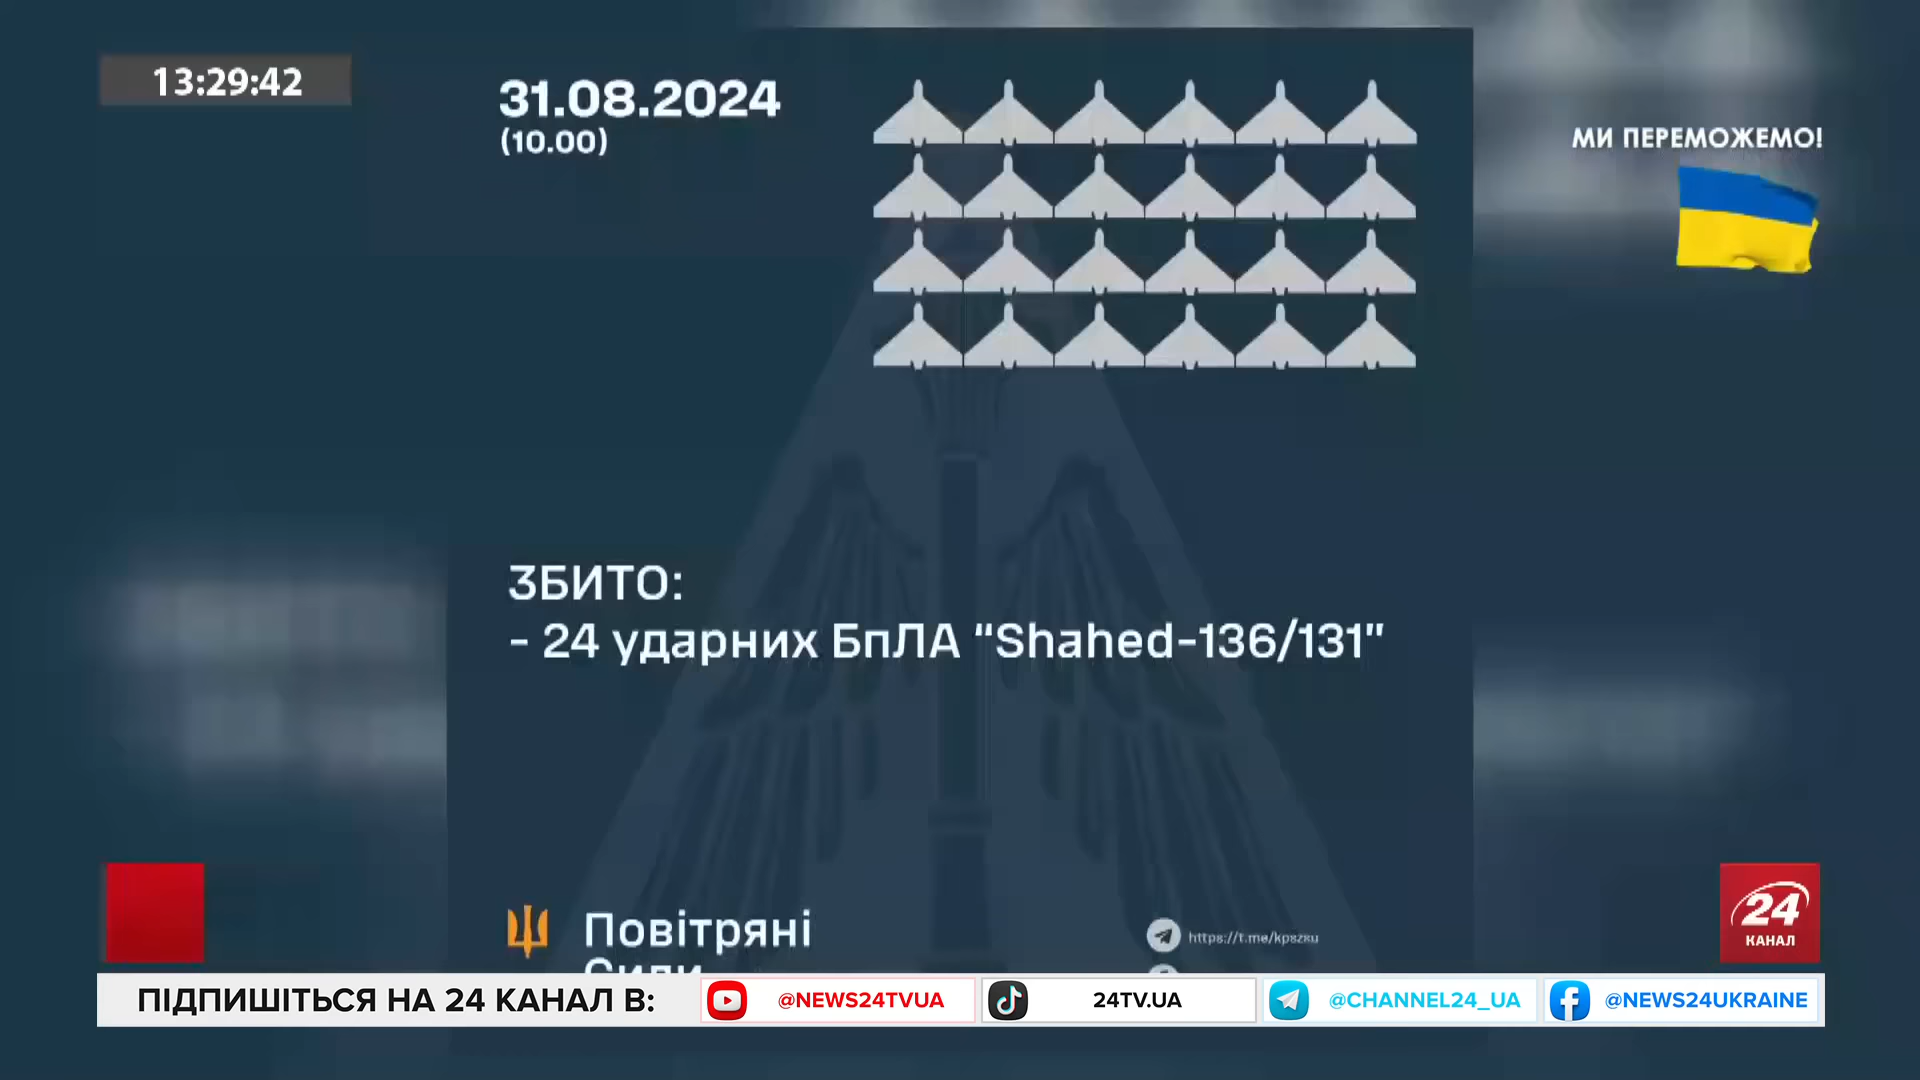 13:29:42
31.08.2024
(10.00)
МИ ПЕРЕМОЖЕМО!
ЗБИТО:
- 24 ударних БпЛА “Shahed-136/131”
Повітряні
Сили
https://t.me/kpszsu
24
КАНАЛ
ПІДПИШІТЬСЯ НА 24 КАНАЛ В:
@NEWS24TVUA
24TV.UA
@CHANNEL24_UA
@NEWS24UKRAINE